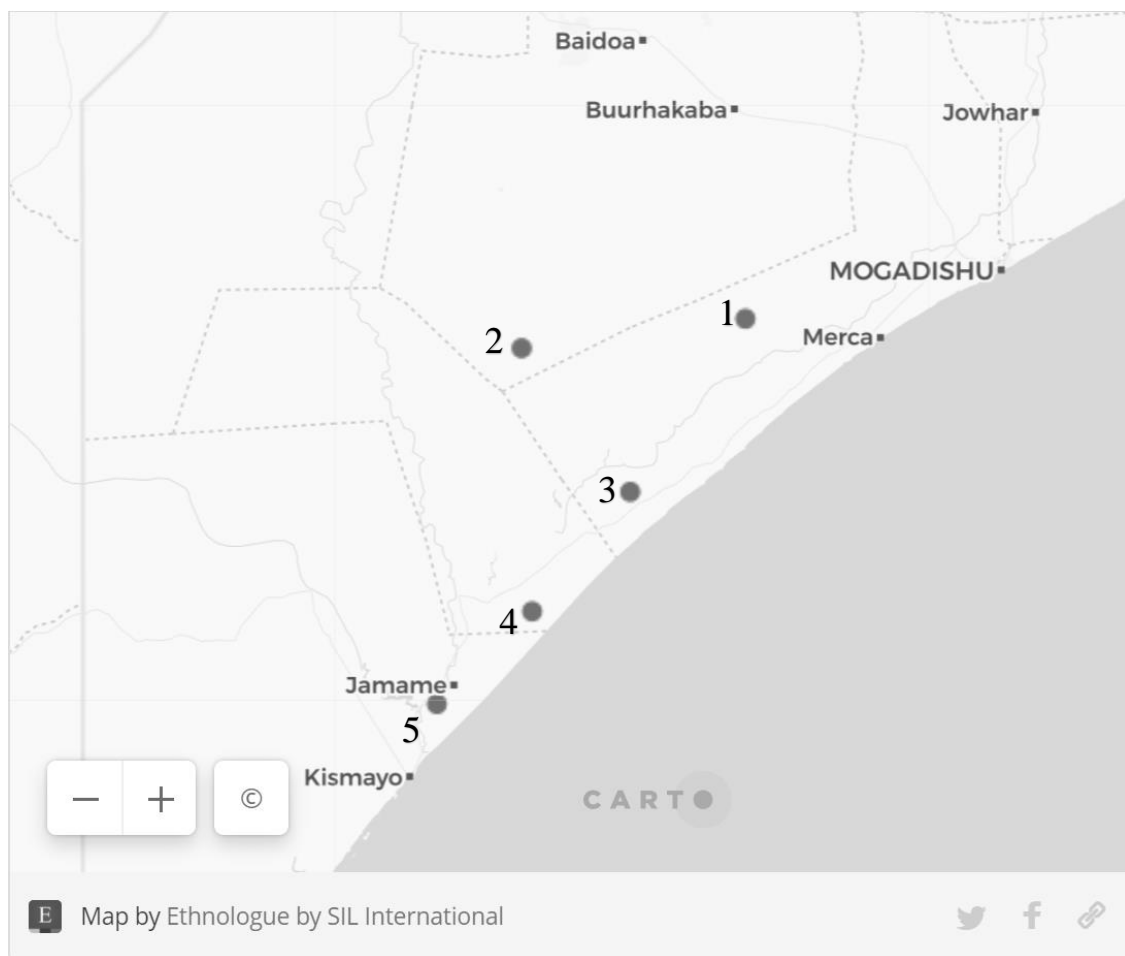 Baidoa
Buurhakaba
Jowhar
MOGADISHU
1
Merca
2
3
4
Jamame
5
Kismayo
− + ©
CARTO
E Map by Ethnologue by SIL International